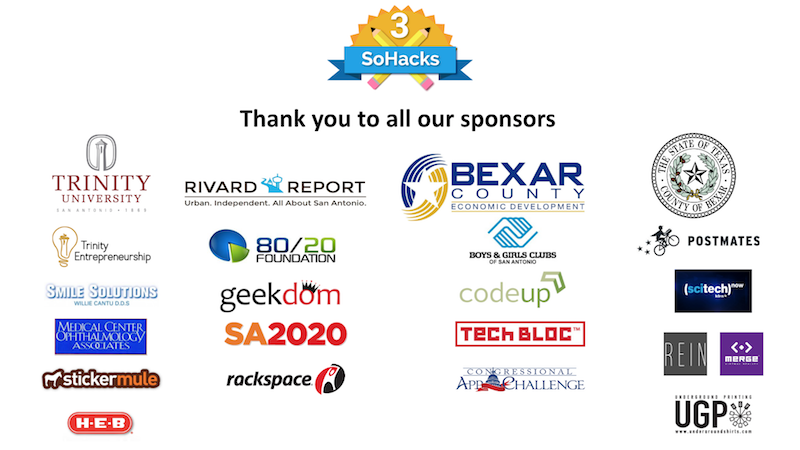 3
SoHacks
Thank you to all our sponsors
TRINITY
UNIVERSITY
SAN ANTONIO • 1869
RIVARD REPORT
Urban. Independent. All About San Antonio.
BEXAR
COUNTY
ECONOMIC DEVELOPMENT
THE STATE OF TEXAS
COUNTY OF BEXAR
Trinity
Entrepreneurship
80/20
FOUNDATION
BOYS & GIRLS CLUBS
OF SAN ANTONIO
POSTMATES
SMILE SOLUTIONS
WILLIE CANTU D.D.S
geekdom
codeup
(scitech)now
MEDICAL CENTER
OPHTHALMOLOGY
ASSOCIATES
SA2020
TECH BLOC™
REIN
MERGE
VIRTUAL REALITY
stickermule
rackspace
CONGRESSIONAL
APP CHALLENGE
H-E-B
UNDERGROUND PRINTING
UGP
www.undergroundshirts.com